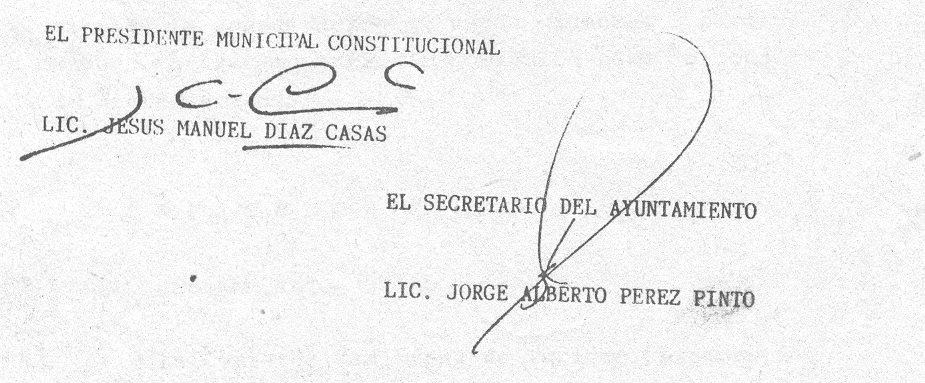 EL PRESIDENTE MUNICIPAL CONSTITUCIONAL
LIC. JESUS MANUEL DIAZ CASAS
EL SECRETARIO DEL AYUNTAMIENTO
LIC. JORGE ALBERTO PEREZ PINTO